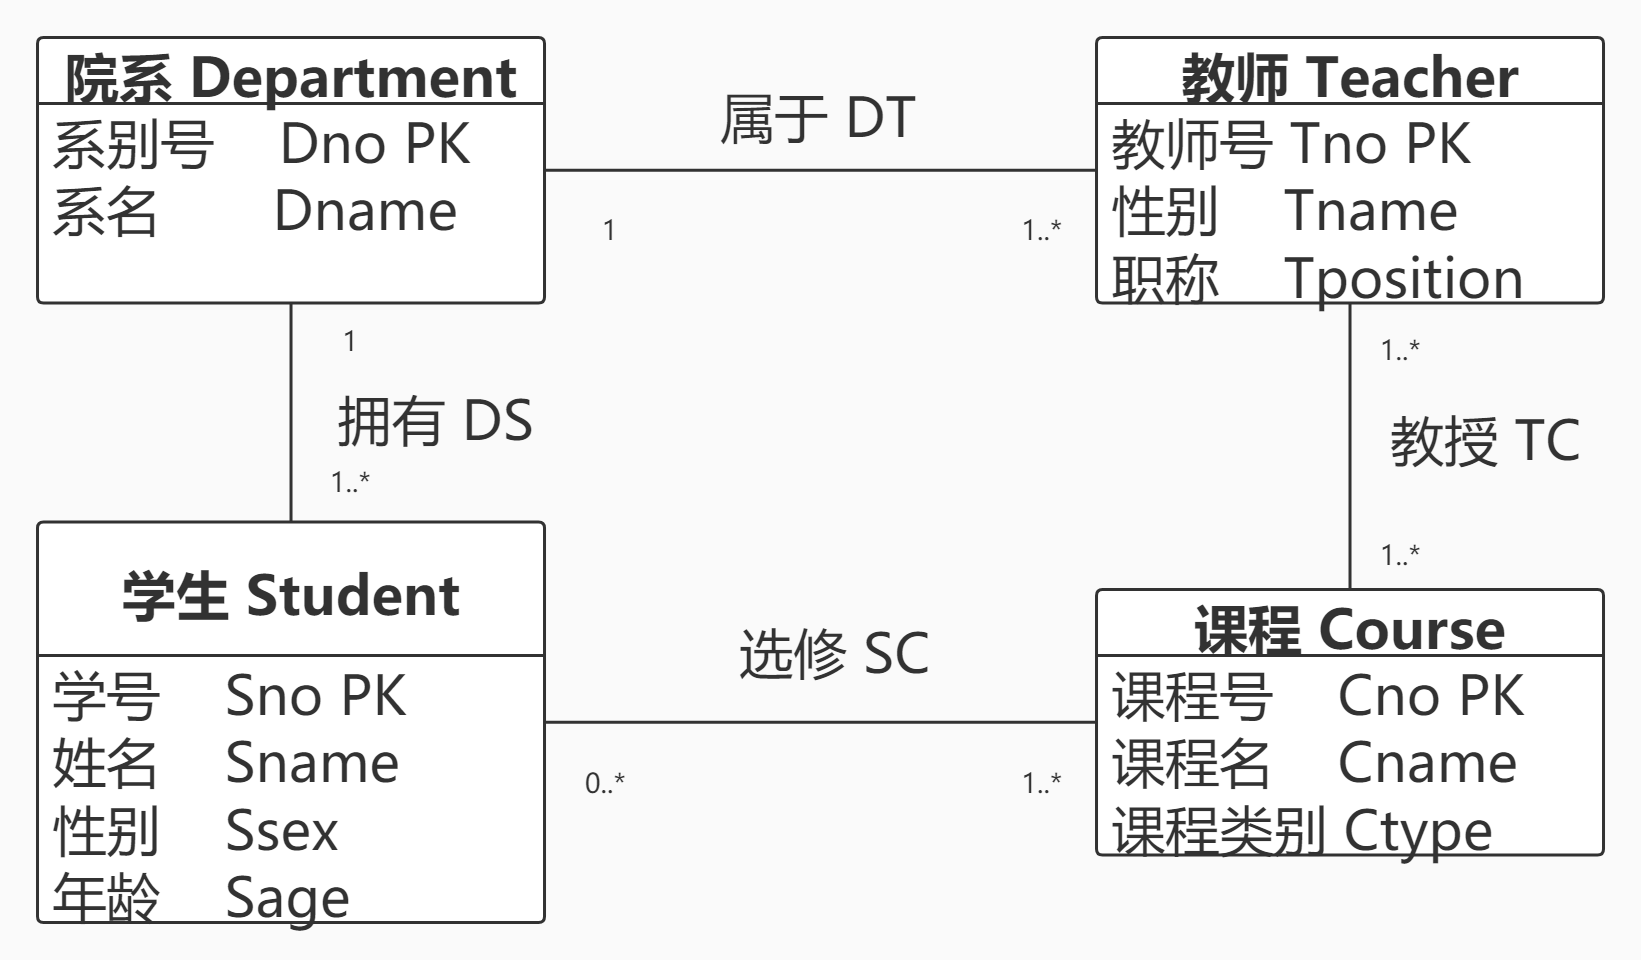 院系 Department
系别号 Dno PK
系名 Dname
属于 DT
1
1..*
教师 Teacher
教师号 Tno PK
性别 Tname
职称 Tposition
1
拥有 DS
1..*
1..*
教授 TC
1..*
学生 Student
学号 Sno PK
姓名 Sname
性别 Ssex
年龄 Sage
选修 SC
0..*
1..*
课程 Course
课程号 Cno PK
课程名 Cname
课程类别 Ctype